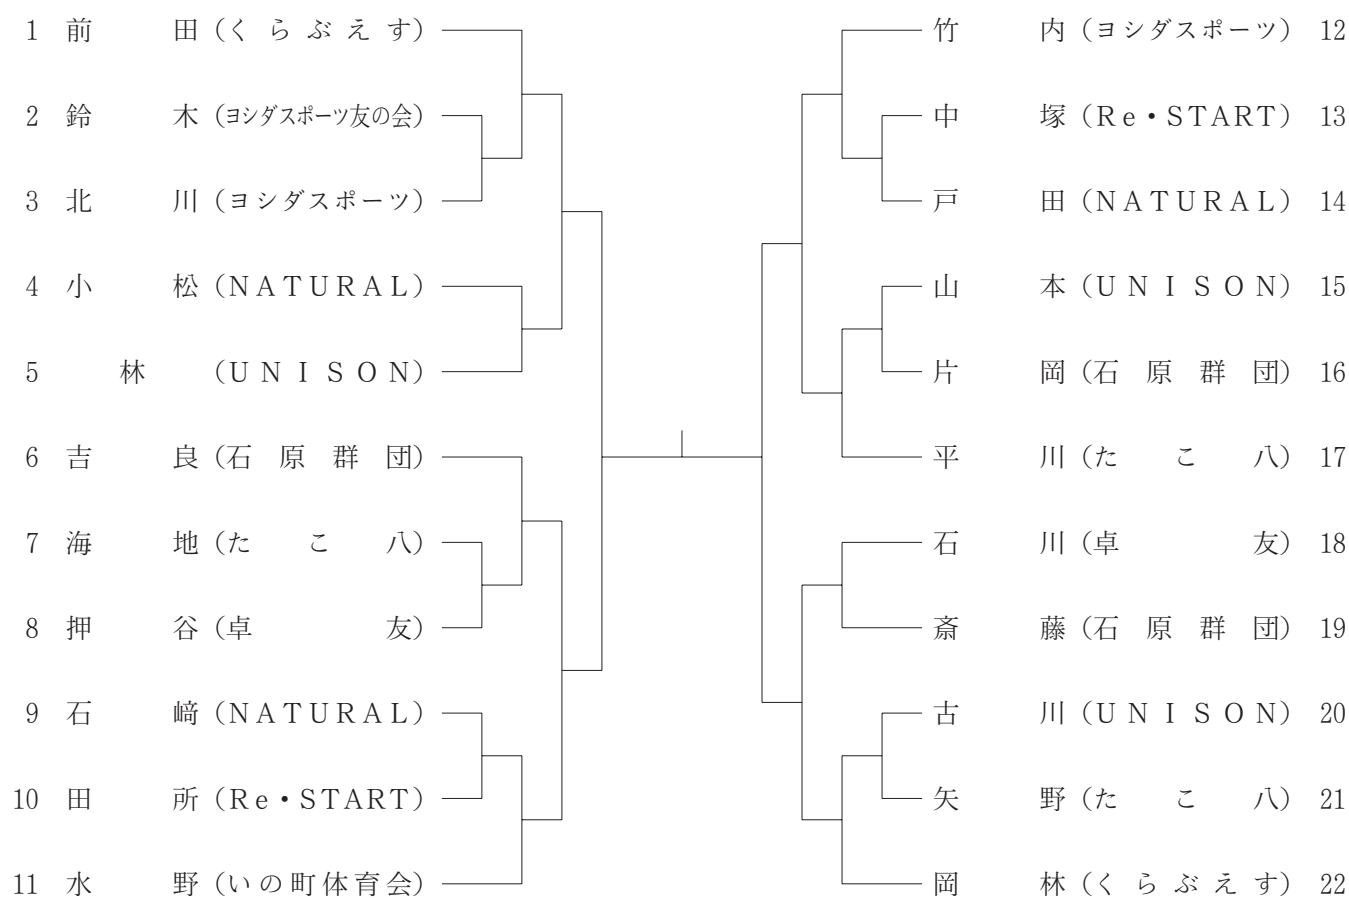 1 前田（くらぶえす）
2 鈴木（ヨシダスポーツ友の会）
3 北川（ヨシダスポーツ）
4 小松（NATURAL）
5 林（UNISON）
6 吉良（石原群団）
7 海地（たこ八）
8 押谷（卓友）
9 石﨑（NATURAL）
10 田所（Re・START）
11 水野（いの町体育会）
竹内（ヨシダスポーツ） 12
中塚（Re・START） 13
戸田（NATURAL） 14
山本（UNISON） 15
片岡（石原群団） 16
平川（たこ八） 17
石川（卓友） 18
斎藤（石原群団） 19
古川（UNISON） 20
矢野（たこ八） 21
岡林（くらぶえす） 22